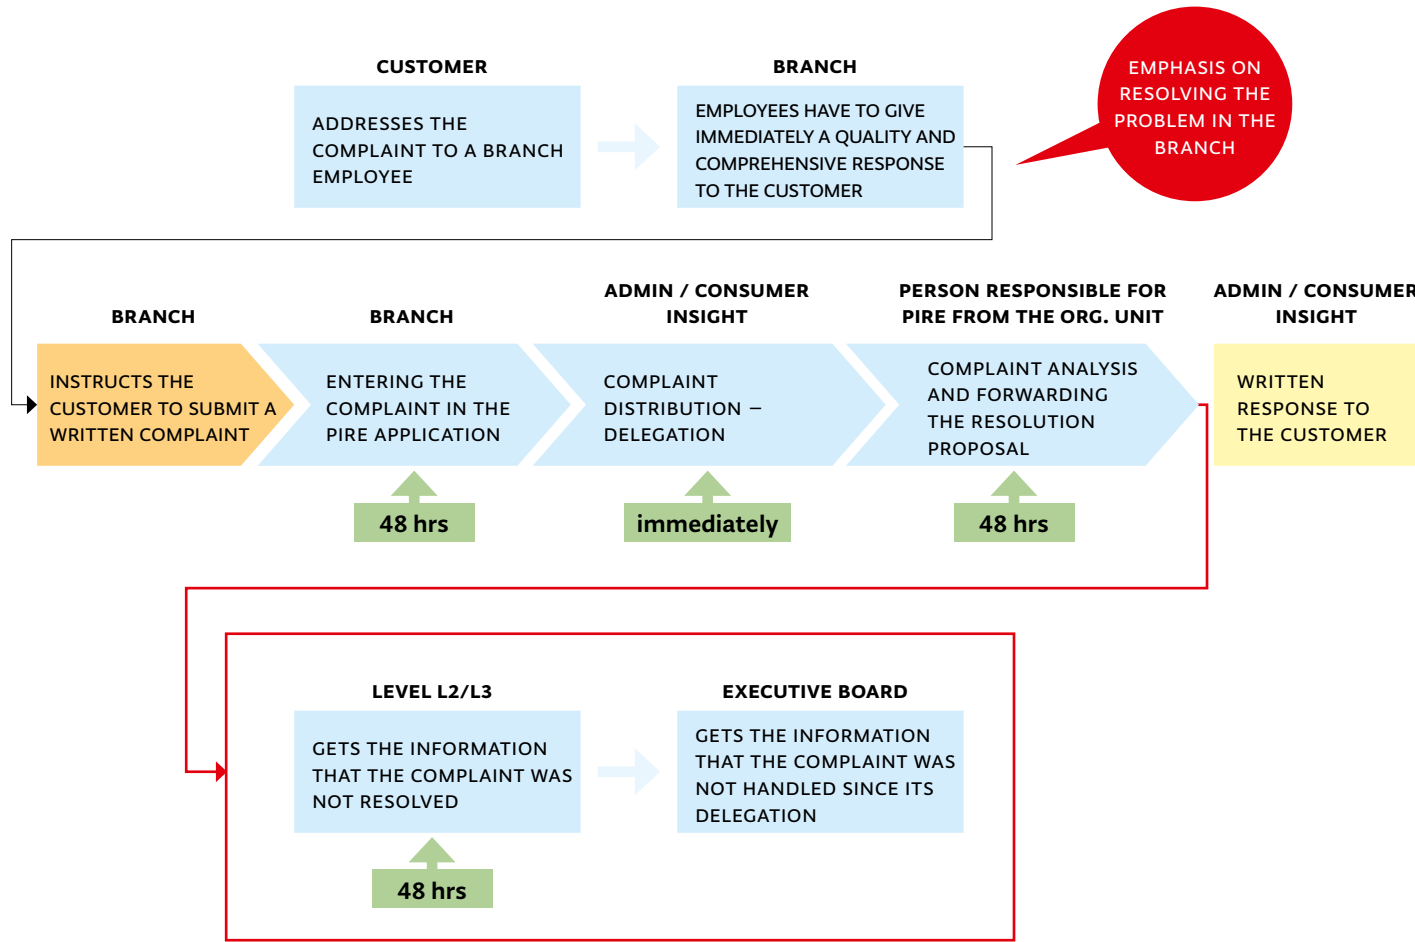 CUSTOMER
ADDRESSES THE
COMPLAINT TO A BRANCH
EMPLOYEE
BRANCH
EMPLOYEES HAVE TO GIVE
IMMEDIATELY A QUALITY AND
COMPREHENSIVE RESPONSE
TO THE CUSTOMER
EMPHASIS ON
RESOLVING THE
PROBLEM IN THE
BRANCH
BRANCH
INSTRUCTS THE
CUSTOMER TO SUBMIT A
WRITTEN COMPLAINT
BRANCH
ENTERING THE
COMPLAINT IN THE
PIRE APPLICATION
48 hrs
ADMIN / CONSUMER
INSIGHT
COMPLAINT
DISTRIBUTION –
DELEGATION
immediately
PERSON RESPONSIBLE FOR
PIRE FROM THE ORG. UNIT
COMPLAINT ANALYSIS
AND FORWARDING
THE RESOLUTION
PROPOSAL
48 hrs
ADMIN / CONSUMER
INSIGHT
WRITTEN
RESPONSE TO
THE CUSTOMER
LEVEL L2/L3
GETS THE INFORMATION
THAT THE COMPLAINT WAS
NOT RESOLVED
48 hrs
EXECUTIVE BOARD
GETS THE INFORMATION
THAT THE COMPLAINT WAS
NOT HANDLED SINCE ITS
DELEGATION